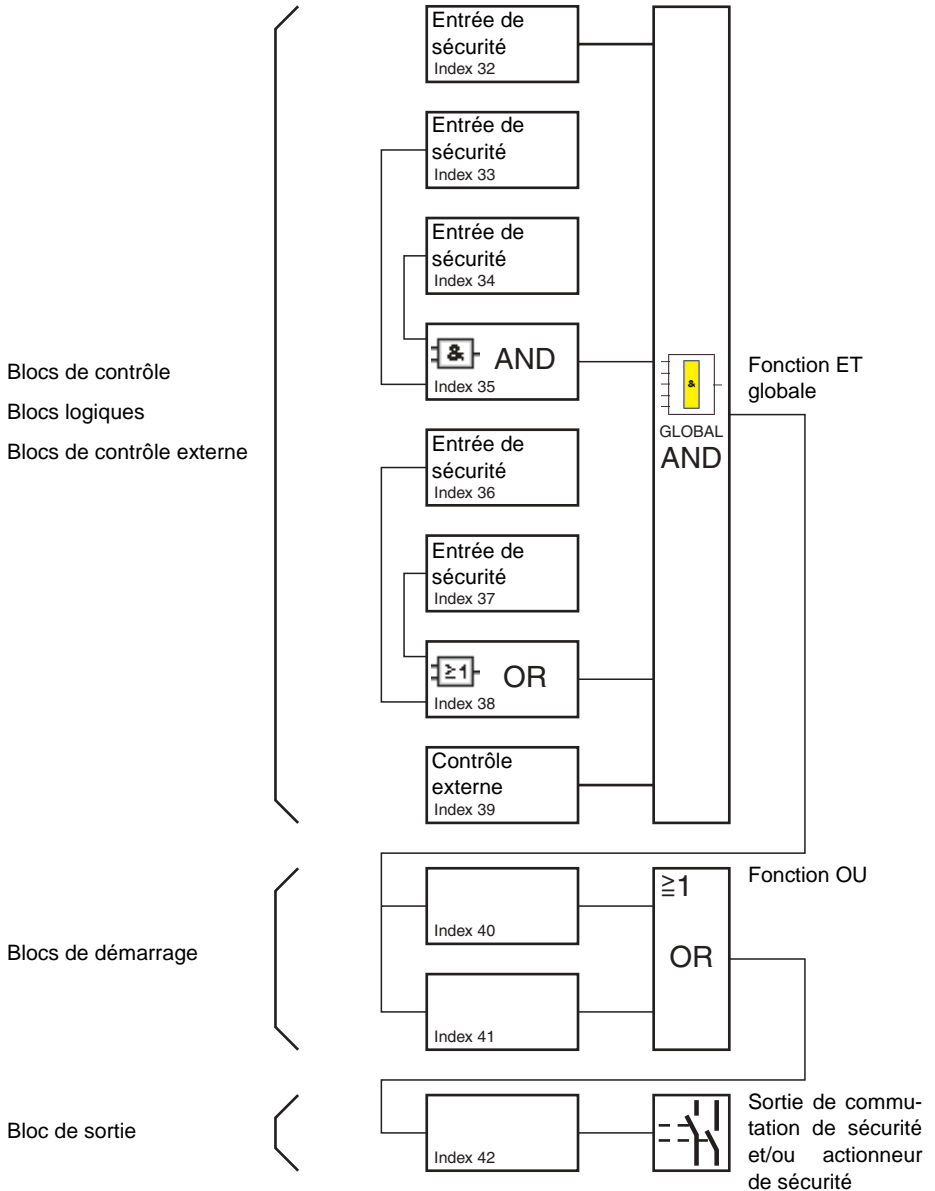 Entrée de
sécurité
Index 32
Entrée de
sécurité
Index 33
Entrée de
sécurité
Index 34
& AND
Index 35
Blocs de contrôle
Blocs logiques
Blocs de contrôle externe
&
GLOBAL
AND
Fonction ET
globale
Entrée de
sécurité
Index 36
Entrée de
sécurité
Index 37
≥1 OR
Index 38
Contrôle
externe
Index 39
Blocs de démarrage
Index 40
Index 41
≧1
OR
Fonction OU
Bloc de sortie
Index 42
Sortie de commu-
tation de sécurité
et/ou actionneur
de sécurité